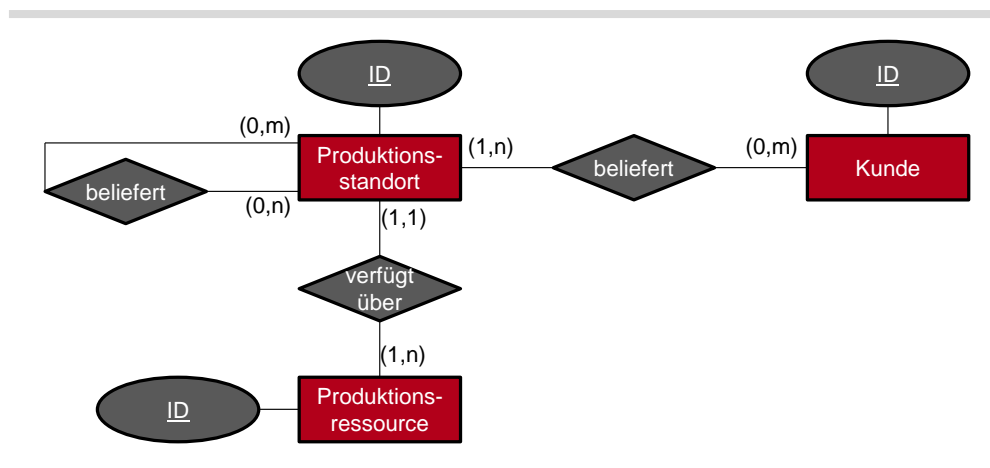 ID
ID
(0,m)
Produktions-
standort
(1,n)
beliefert
(0,m)
Kunde
beliefert
(0,n)
(1,1)
verfügt
über
(1,n)
Produktions-
ressource
ID